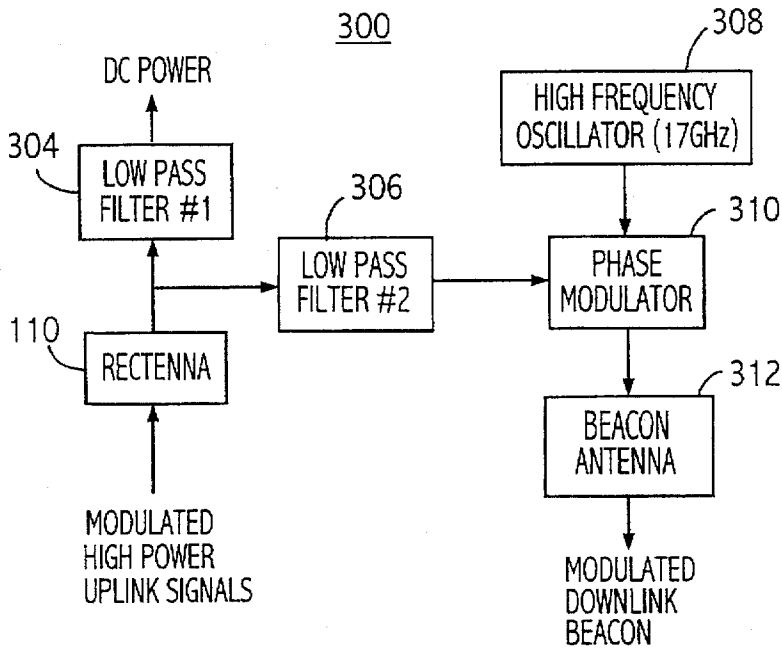 300
308
DC POWER
HIGH FREQUENCY
OSCILLATOR (17GHz)
304
LOW PASS
FILTER #1
306
310
LOW PASS
FILTER #2
PHASE
MODULATOR
110
RECTENNA
312
BEACON
ANTENNA
MODULATED
HIGH POWER
UPLINK SIGNALS
MODULATED
DOWNLINK
BEACON